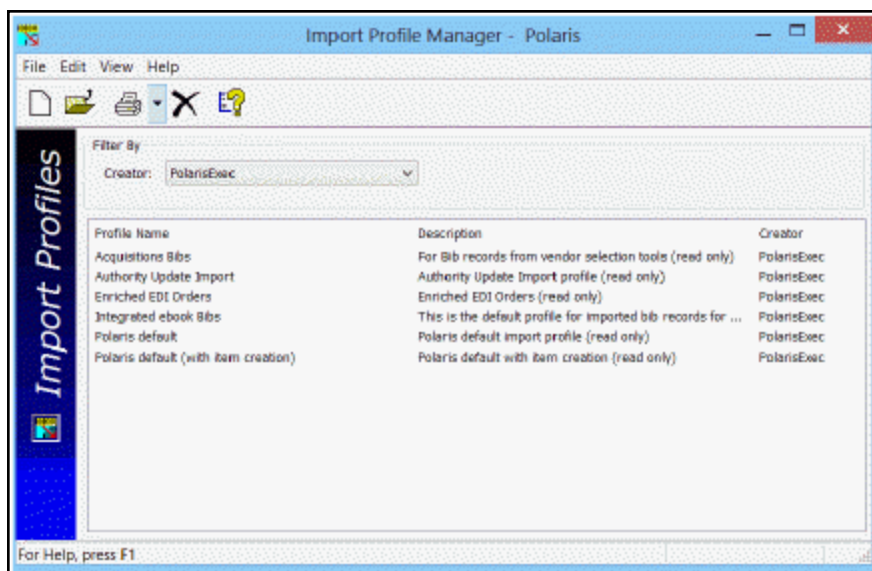 Import Profile Manager - Polaris
File Edit View Help
Import Profiles
Filter By
Creator: PolarisExec
Profile Name Description Creator
Acquisitions Bibs For Bib records from vendor selection tools (read only) PolarisExec
Authority Update Import Authority Update Import profile (read only) PolarisExec
Enriched EDI Orders Enriched EDI Orders (read only) PolarisExec
Integrated ebook Bibs This is the default profile for imported bib records for ... PolarisExec
Polaris default Polaris default import profile (read only) PolarisExec
Polaris default (with item creation) Polaris default with item creation (read only) PolarisExec
For Help, press F1